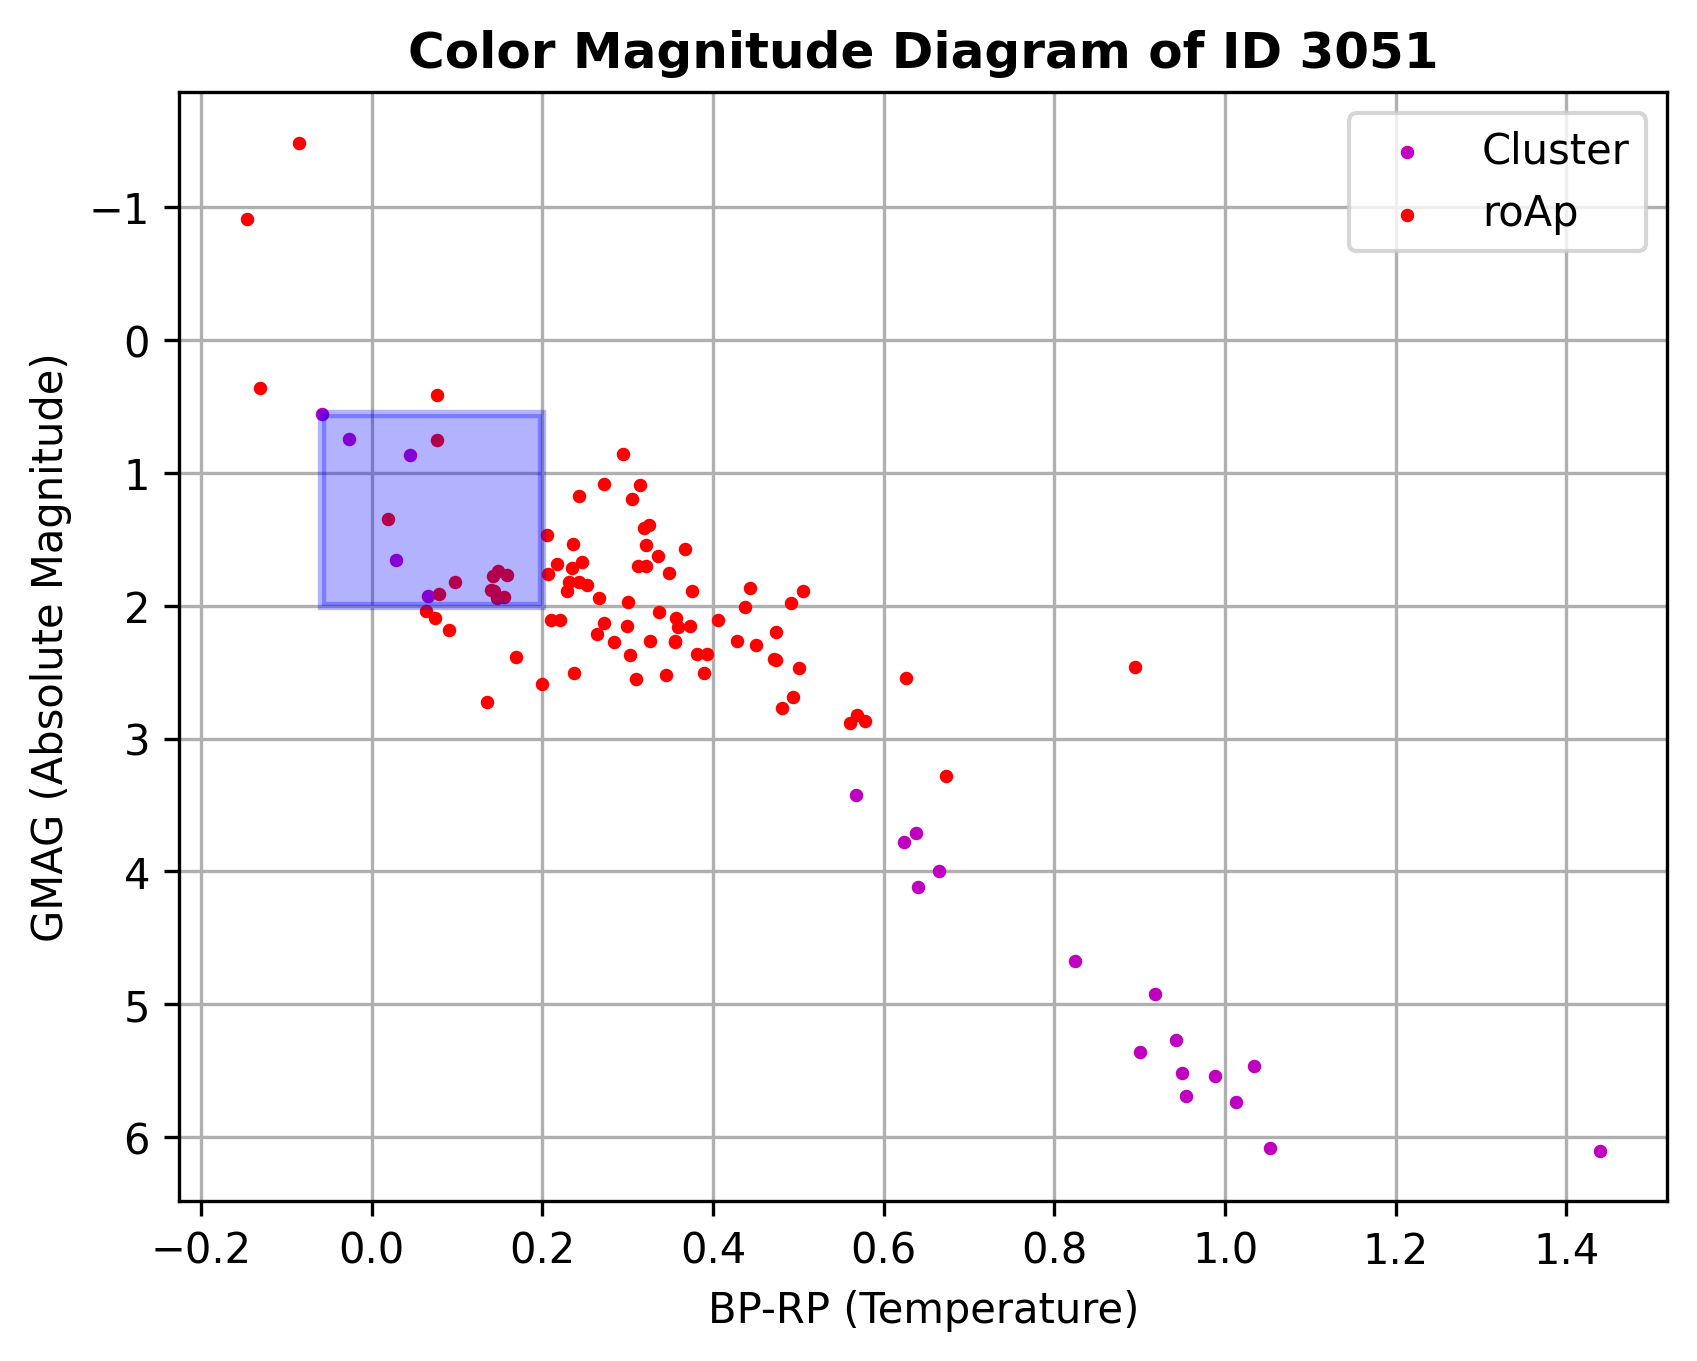 Color Magnitude Diagram of ID 3051
Cluster
roAp
GMAG (Absolute Magnitude)
−1
0
1
2
3
4
5
6
−0.2 0.0 0.2 0.4 0.6 0.8 1.0 1.2 1.4
BP-RP (Temperature)